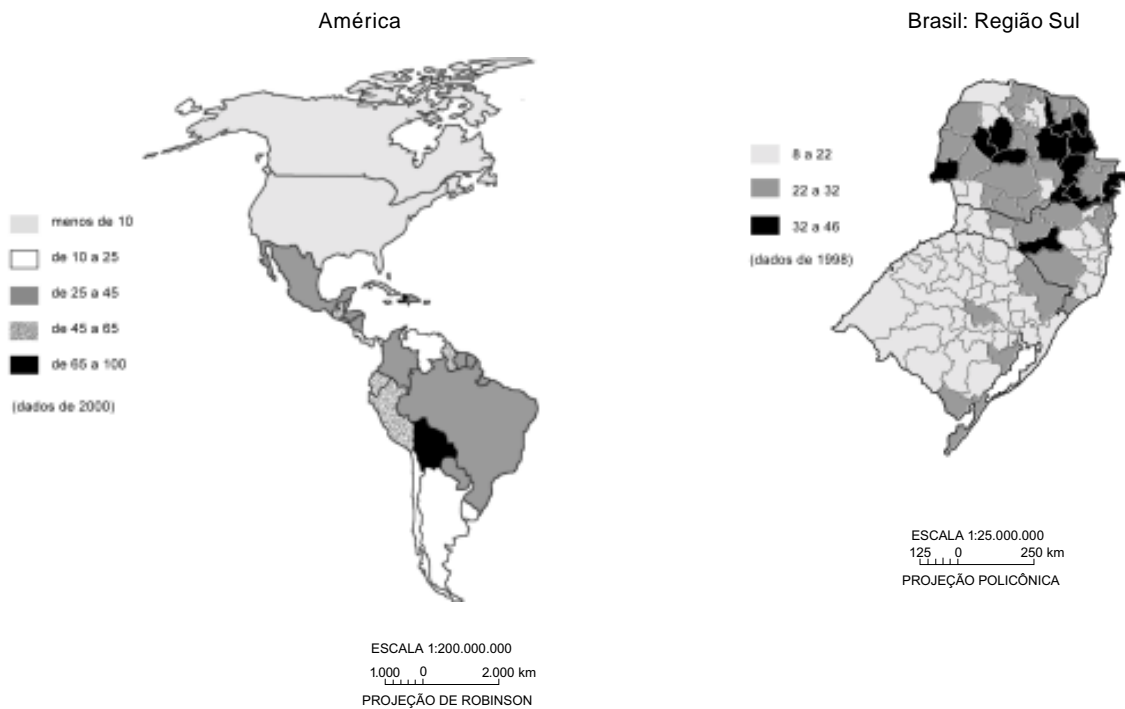 América
menos de 10
de 10 a 25
de 25 a 45
de 45 a 65
de 65 a 100
(dados de 2000)
ESCALA 1:200.000.000
1.000 0 2.000 km
PROJEÇÃO DE ROBINSON
Brasil: Região Sul
8 a 22
22 a 32
32 a 46
(dados de 1998)
ESCALA 1:25.000.000
125 0 250 km
PROJEÇÃO POLICÔNICA